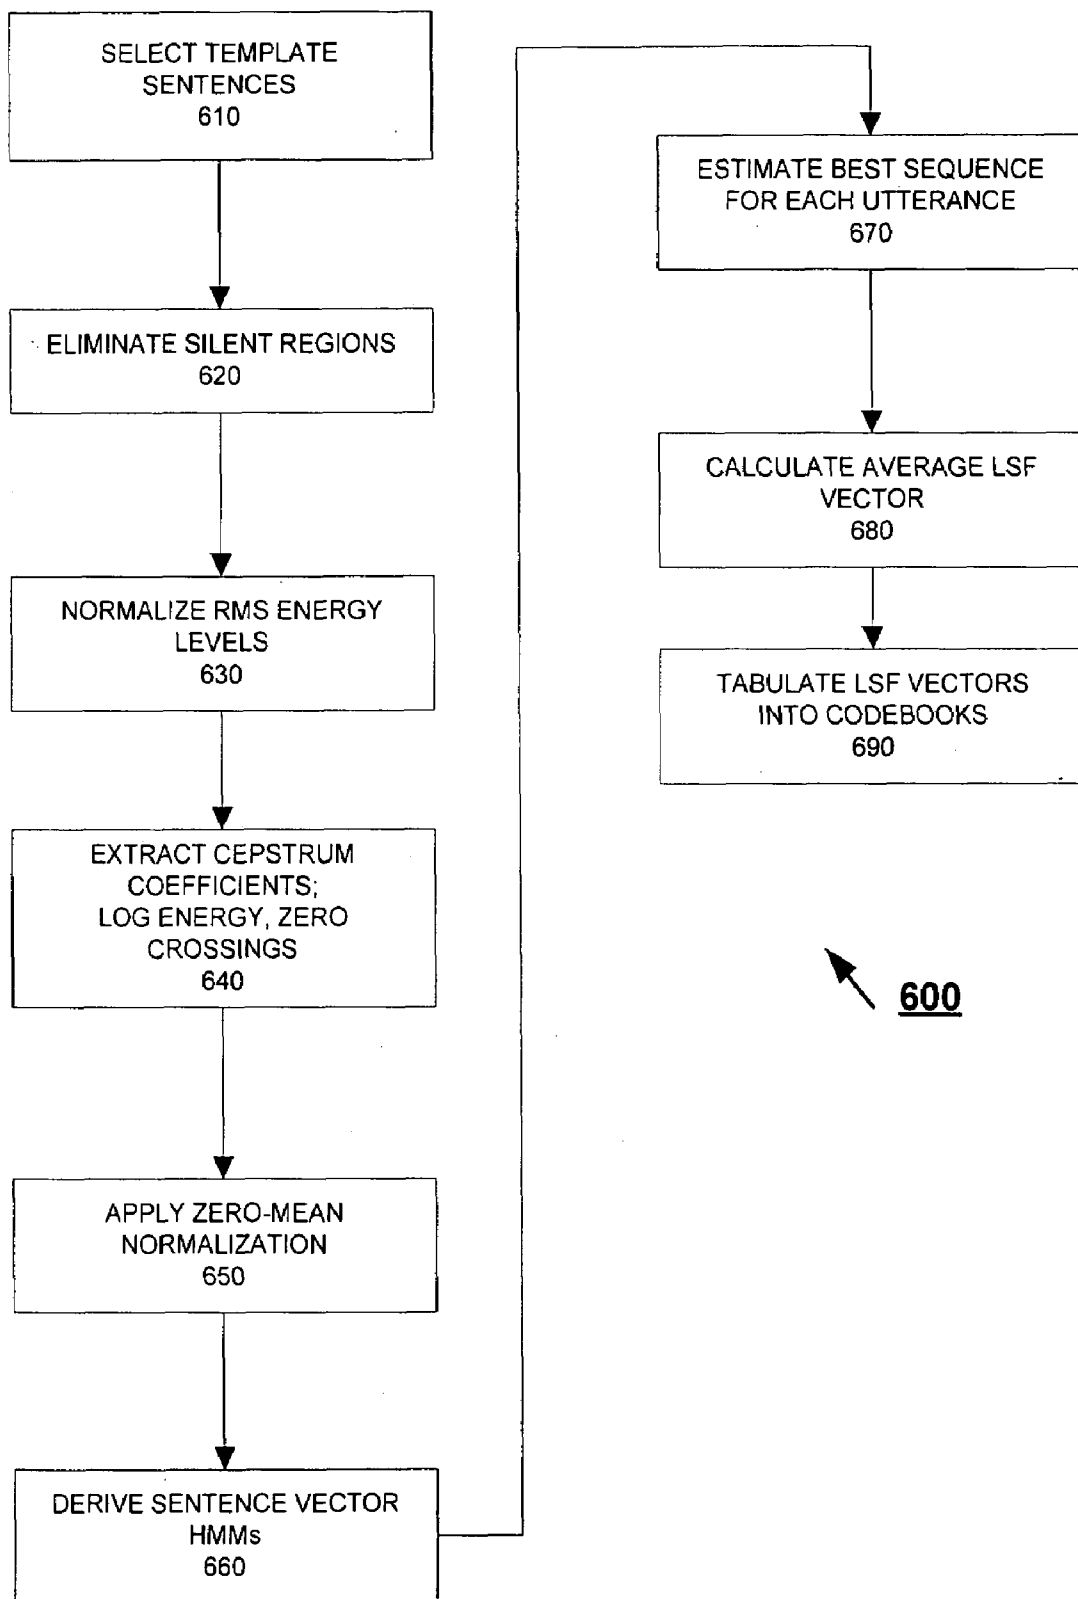 SELECT TEMPLATE
SENTENCES
610
ELIMINATE SILENT REGIONS
620
NORMALIZE RMS ENERGY
LEVELS
630
EXTRACT CEPSTRUM
COEFFICIENTS;
LOG ENERGY, ZERO
CROSSINGS
640
APPLY ZERO-MEAN
NORMALIZATION
650
DERIVE SENTENCE VECTOR
HMMs
660
ESTIMATE BEST SEQUENCE
FOR EACH UTTERANCE
670
CALCULATE AVERAGE LSF
VECTOR
680
TABULATE LSF VECTORS
INTO CODEBOOKS
690
600